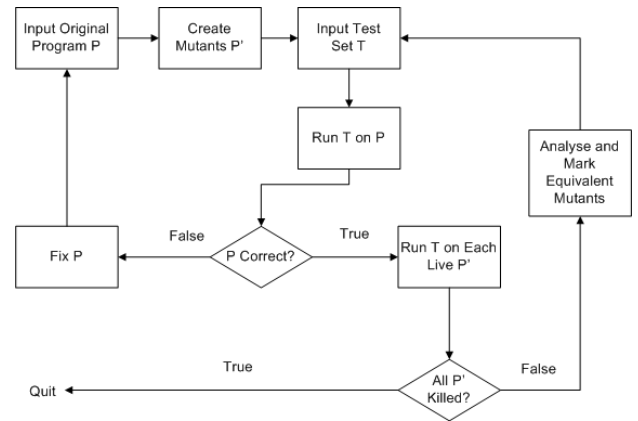 Input Original
Program P
Create
Mutants P'
Input Test
Set T
Run T on P
Analyse and
Mark
Equivalent
Mutants
False
True
Fix P
P Correct?
Run T on Each
Live P'
True
False
Quit
All P'
Killed?